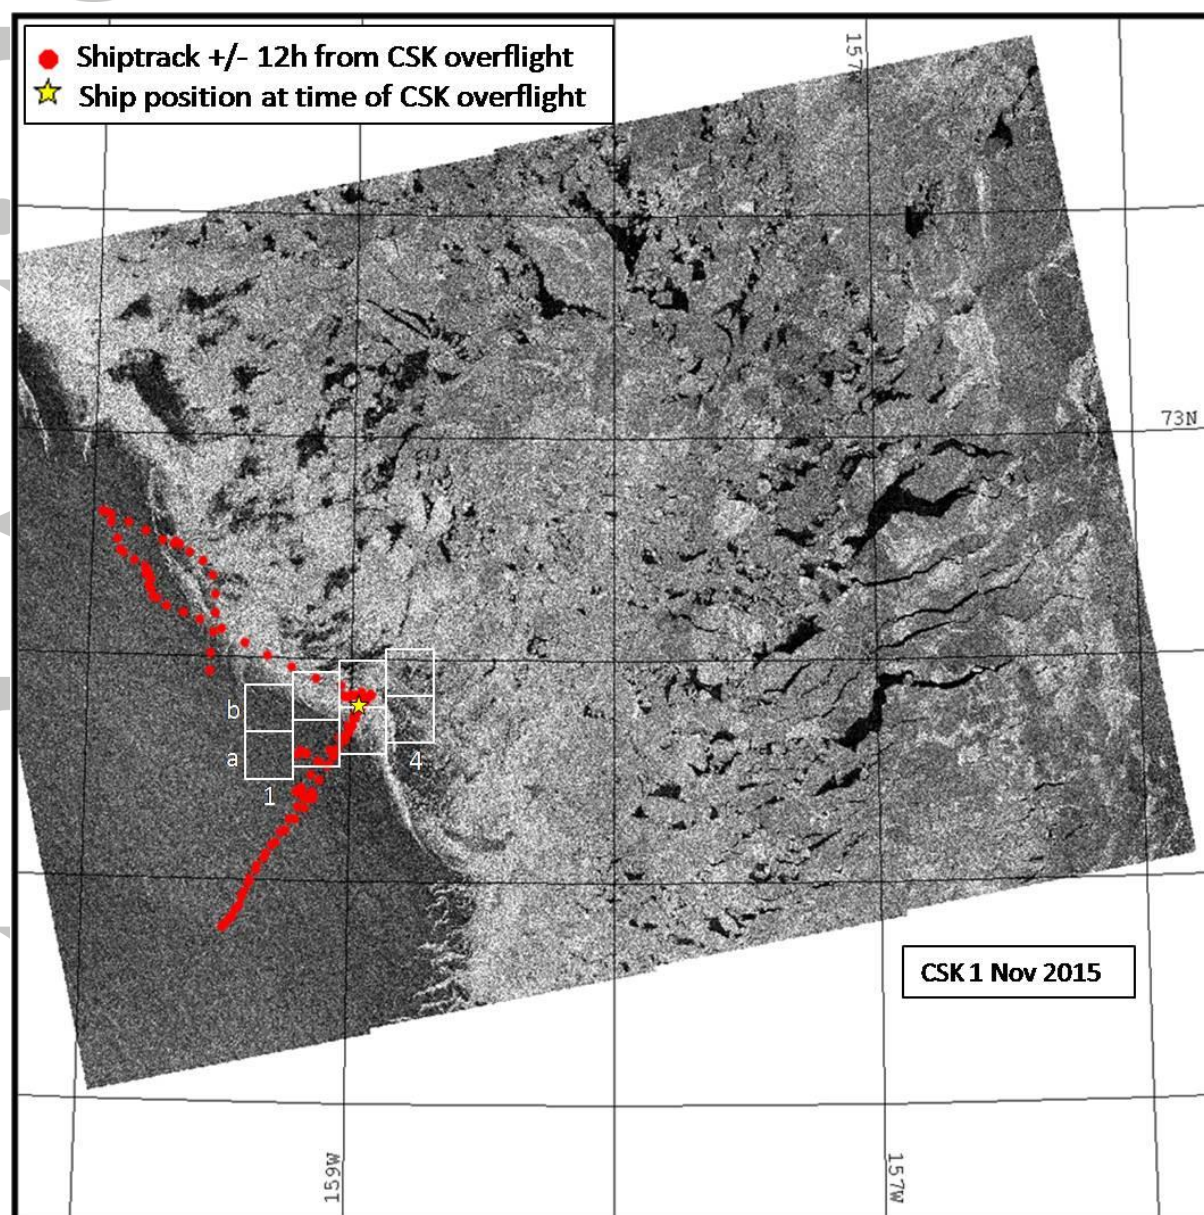 Shiptrack +/- 12h from CSK overflight
Ship position at time of CSK overflight
157W
73N
b
a
4
1
CSK 1 Nov 2015
159W
157W